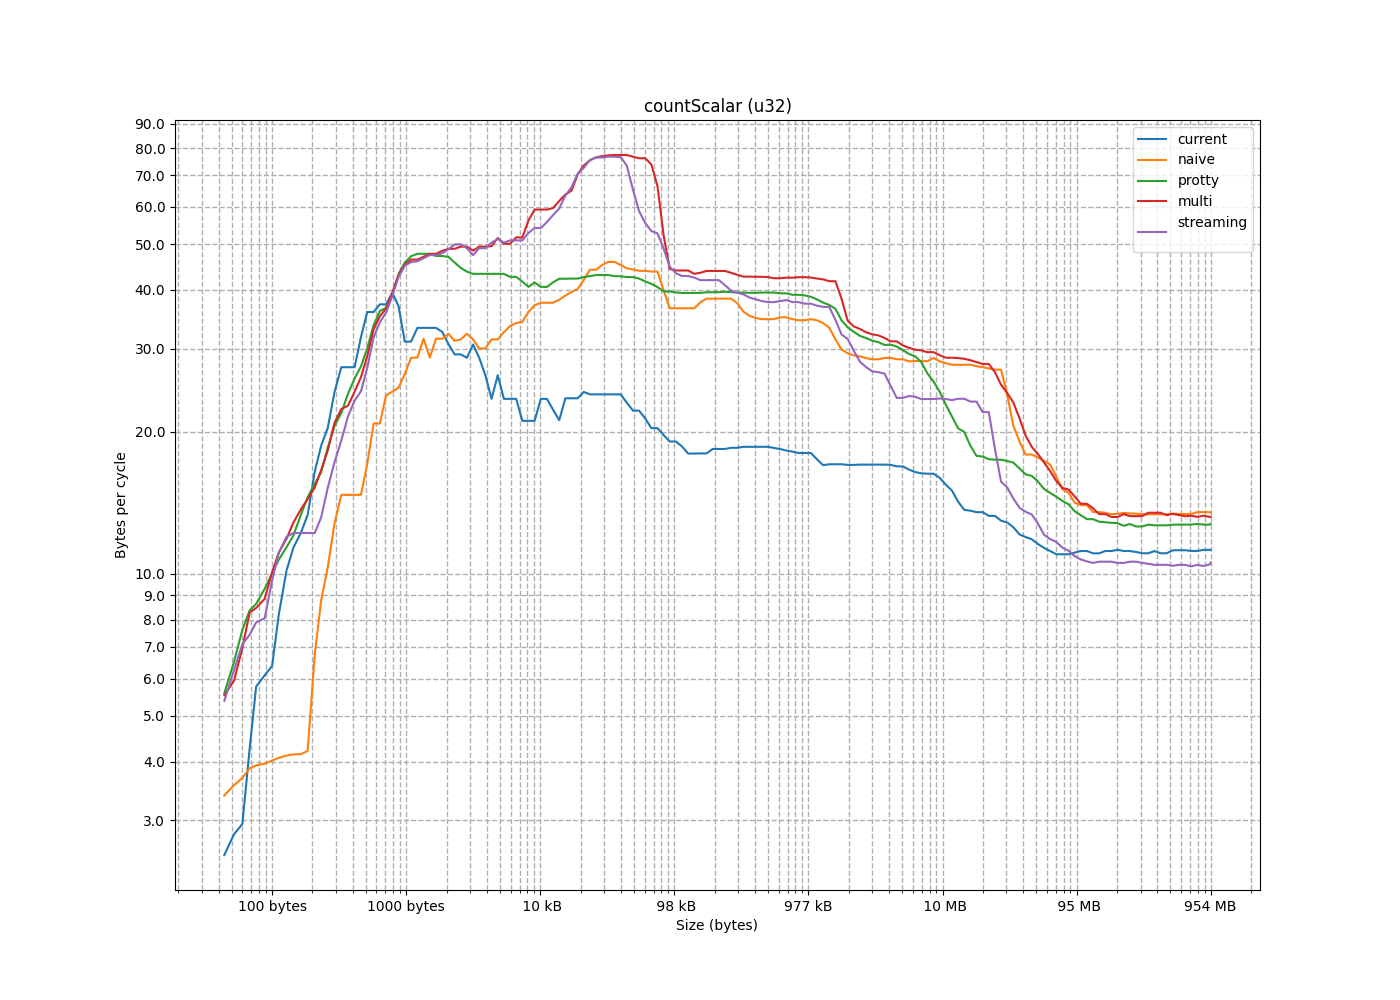 countScalar (u32)
90.0
80.0
70.0
60.0
50.0
40.0
30.0
20.0
10.0
9.0
8.0
7.0
6.0
5.0
4.0
3.0
Bytes per cycle
current
naive
protty
multi
streaming
100 bytes 1000 bytes 10 kB 98 kB 977 kB 10 MB 95 MB 954 MB
Size (bytes)